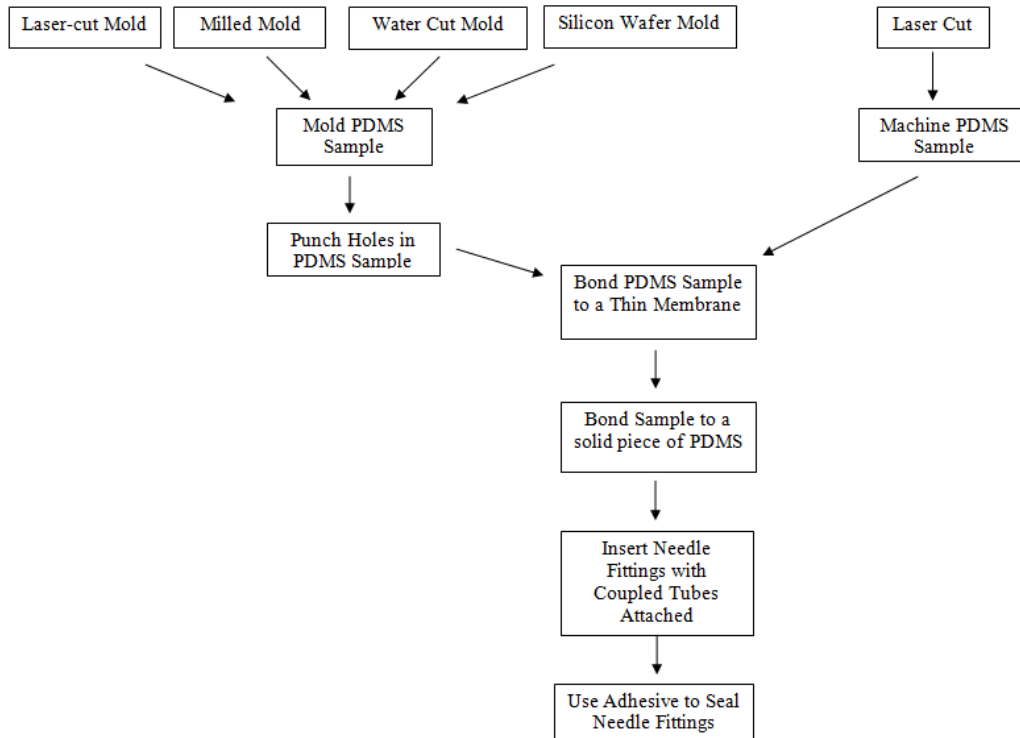 Laser-cut Mold
Milled Mold
Water Cut Mold
Silicon Wafer Mold
Laser Cut
Mold PDMS
Sample
Machine PDMS
Sample
Punch Holes in
PDMS Sample
Bond PDMS Sample
to a Thin Membrane
Bond Sample to a
solid piece of PDMS
Insert Needle
Fittings with
Coupled Tubes
Attached
Use Adhesive to Seal
Needle Fittings